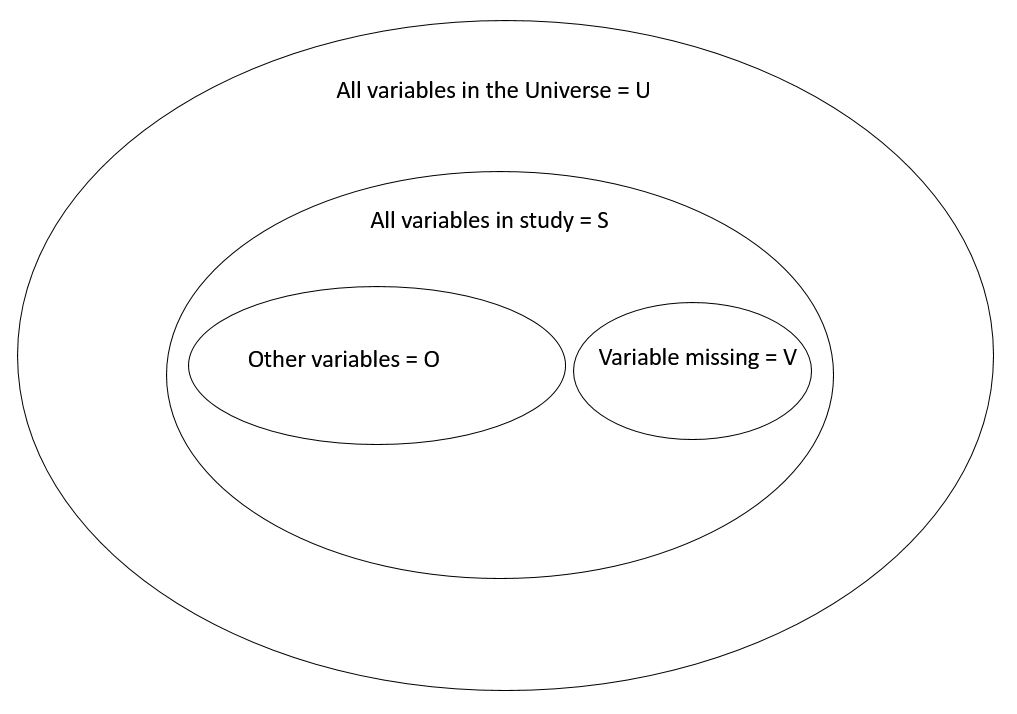 All variables in the Universe = U
All variables in study = S
Other variables = O
Variable missing = V